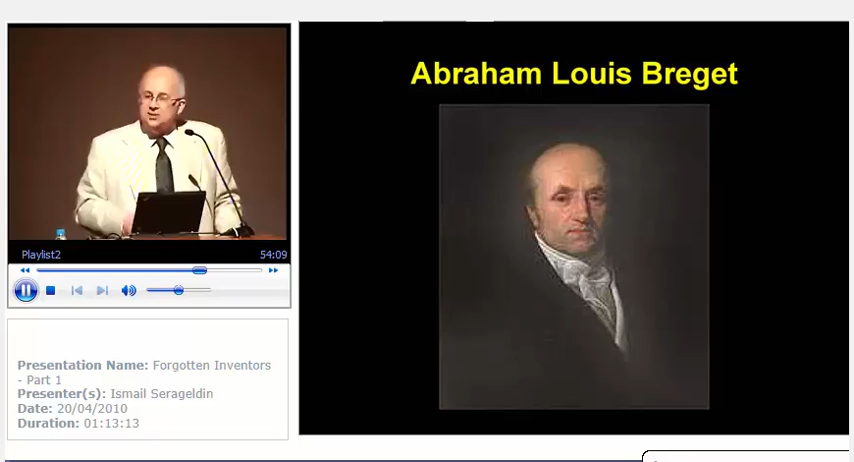 Abraham Louis Breget
Playlist2
54:09
Presentation Name: Forgotten Inventors
- Part 1
Presenter(s): Ismail Serageldin
Date: 20/04/2010
Duration: 01:13:13